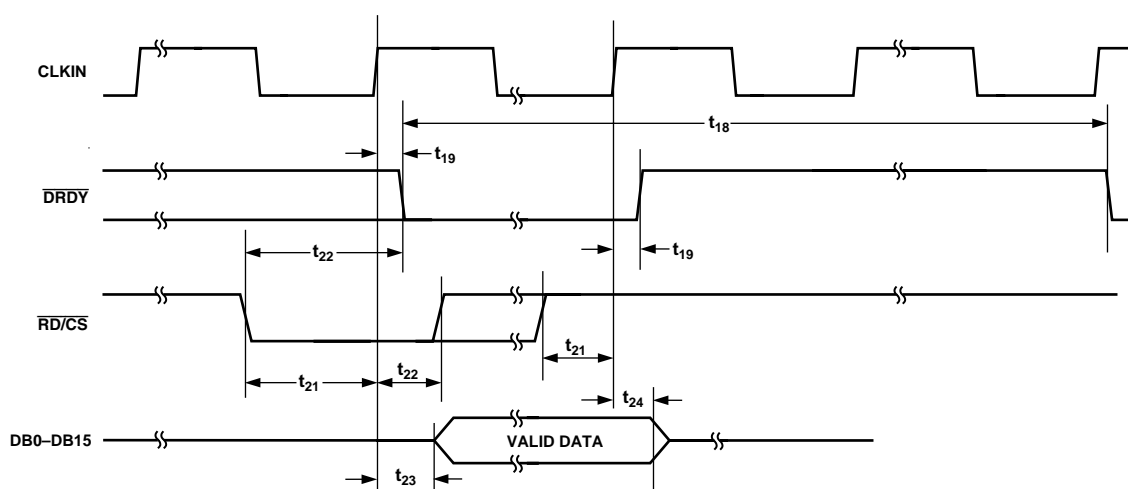 CLKIN
t18
t19
DRDY
t22
t19
RD/CS
t21
t21
t22
t24
DB0–DB15
VALID DATA
t23